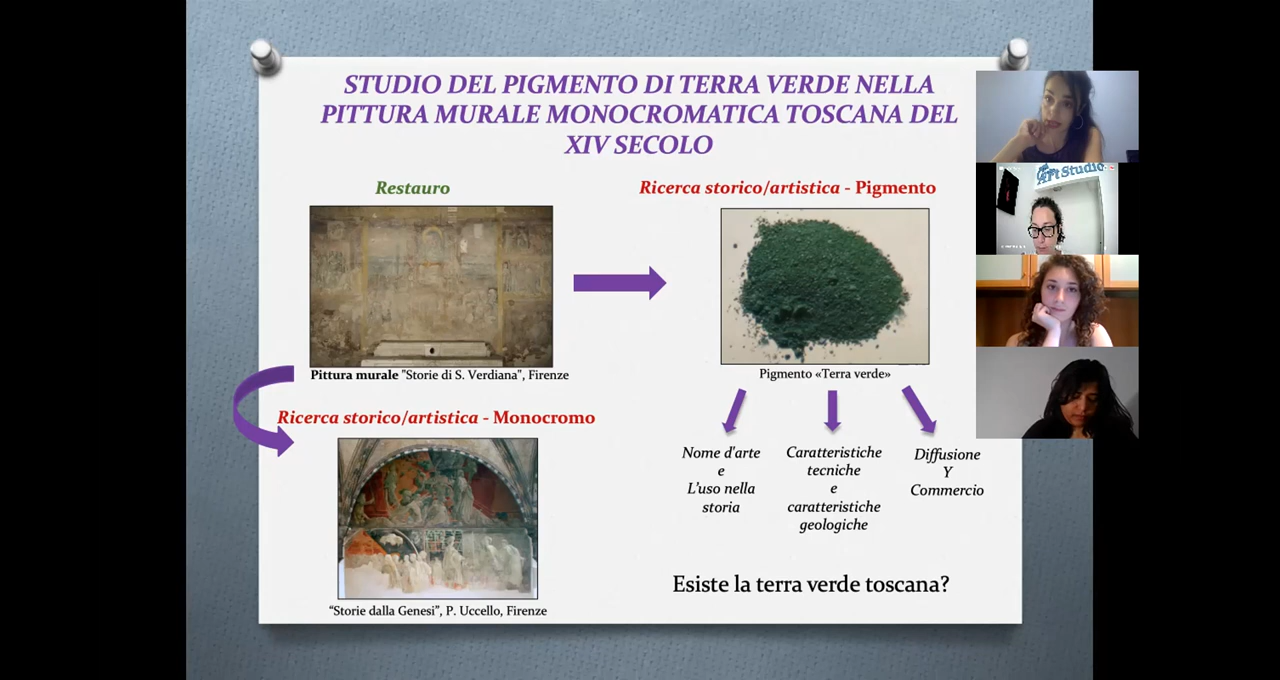 STUDIO DEL PIGMENTO DI TERRA VERDE NELLA
PITTURA MURALE MONOCROMATICA TOSCANA DEL
XIV SECOLO
Restauro
Pittura murale "Storie di S. Verdiana", Firenze
Ricerca storico/artistica - Monocromo
“Storie dalla Genesi”, P. Uccello, Firenze
Ricerca storico/artistica - Pigmento
Pigmento «Terra verde»
Nome d'arte
e
L'uso nella
storia
Caratteristiche
tecniche
e
caratteristiche
geologiche
Diffusione
Y
Commercio
Esiste la terra verde toscana?
Art Studio